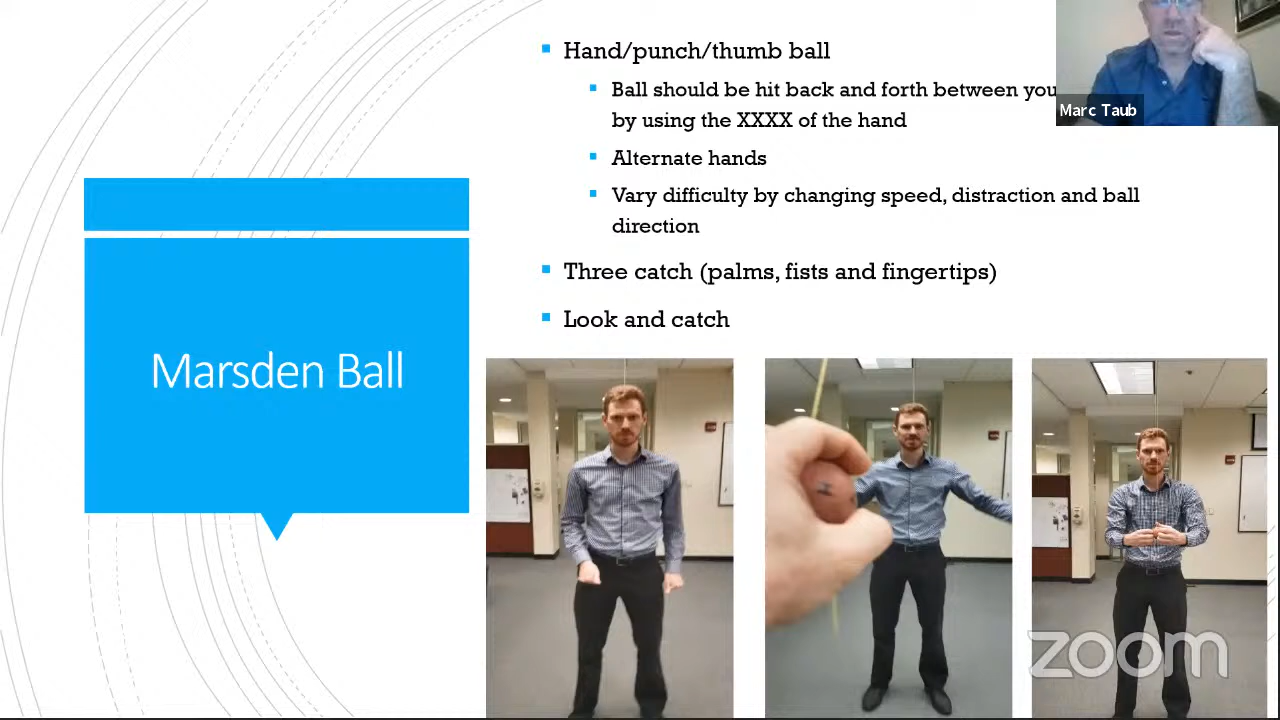 Marsden Ball
Hand/punch/thumb ball
Ball should be hit back and forth between you
by using the XXXX of the hand
Alternate hands
Vary difficulty by changing speed, distraction and ball
direction
Three catch (palms, fists and fingertips)
Look and catch
Marc Taub
zoom